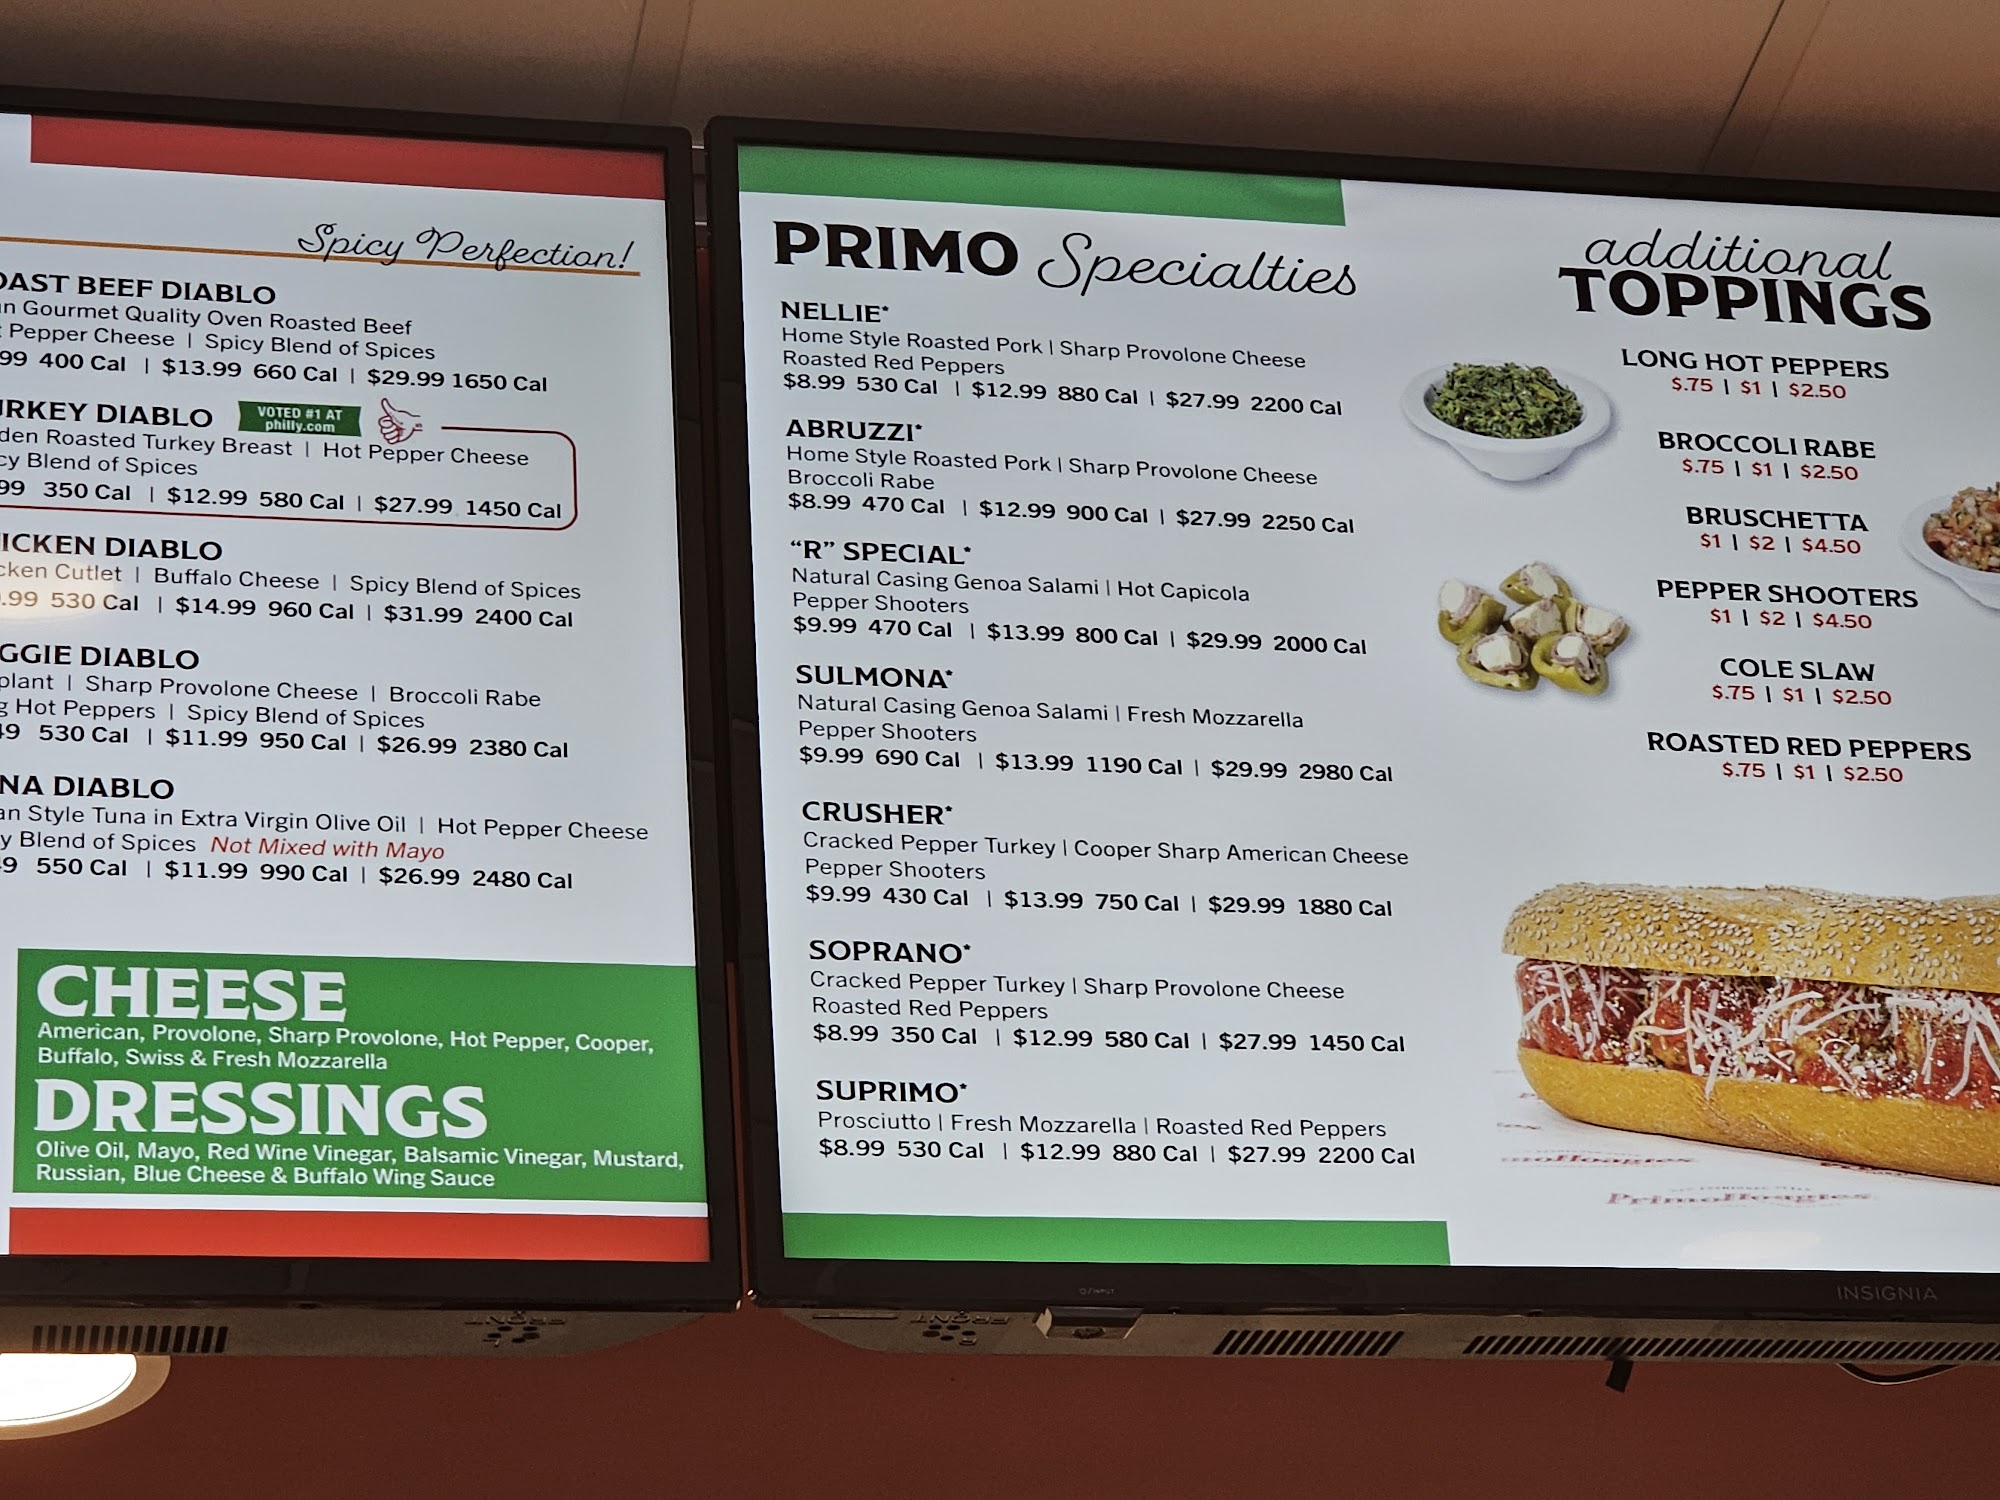 Spicy Perfection!
OAST BEEF DIABLO
n Gourmet Quality Oven Roasted Beef
t Pepper Cheese | Spicy Blend of Spices
99 400 Cal | $13.99 660 Cal | $29.99 1650 Cal
URKEY DIABLO
VOTED #1 AT
philly.com
den Roasted Turkey Breast | Hot Pepper Cheese
cy Blend of Spices
99 350 Cal | $12.99 580 Cal | $27.99 1450 Cal
ICKEN DIABLO
cken Cutlet | Buffalo Cheese | Spicy Blend of Spices
.99 530 Cal | $14.99 960 Cal | $31.99 2400 Cal
GGIE DIABLO
plant | Sharp Provolone Cheese | Broccoli Rabe
g Hot Peppers | Spicy Blend of Spices
49 530 Cal | $11.99 950 Cal | $26.99 2380 Cal
NA DIABLO
an Style Tuna in Extra Virgin Olive Oil | Hot Pepper Cheese
y Blend of Spices Not Mixed with Mayo
9 550 Cal | $11.99 990 Cal | $26.99 2480 Cal
CHEESE
American, Provolone, Sharp Provolone, Hot Pepper, Cooper,
Buffalo, Swiss & Fresh Mozzarella
DRESSINGS
Olive Oil, Mayo, Red Wine Vinegar, Balsamic Vinegar, Mustard,
Russian, Blue Cheese & Buffalo Wing Sauce
PRIMO Specialties
NELLIE*
Home Style Roasted Pork | Sharp Provolone Cheese
Roasted Red Peppers
$8.99 530 Cal | $12.99 880 Cal | $27.99 2200 Cal
ABRUZZI*
Home Style Roasted Pork | Sharp Provolone Cheese
Broccoli Rabe
$8.99 470 Cal | $12.99 900 Cal | $27.99 2250 Cal
"R" SPECIAL*
Natural Casing Genoa Salami | Hot Capicola
Pepper Shooters
$9.99 470 Cal | $13.99 800 Cal | $29.99 2000 Cal
SULMONA*
Natural Casing Genoa Salami | Fresh Mozzarella
Pepper Shooters
$9.99 690 Cal | $13.99 1190 Cal | $29.99 2980 Cal
CRUSHER*
Cracked Pepper Turkey | Cooper Sharp American Cheese
Pepper Shooters
$9.99 430 Cal | $13.99 750 Cal | $29.99 1880 Cal
SOPRANO*
Cracked Pepper Turkey | Sharp Provolone Cheese
Roasted Red Peppers
$8.99 350 Cal | $12.99 580 Cal | $27.99 1450 Cal
SUPRIMO*
Prosciutto | Fresh Mozzarella | Roasted Red Peppers
$8.99 530 Cal | $12.99 880 Cal | $27.99 2200 Cal
additional
TOPPINGS
LONG HOT PEPPERS
$.75 | $1 | $2.50
BROCCOLI RABE
$.75 | $1 | $2.50
BRUSCHETTA
$1 | $2 | $4.50
PEPPER SHOOTERS
$1 | $2 | $4.50
COLE SLAW
$.75 | $1 | $2.50
ROASTED RED PEPPERS
$.75 | $1 | $2.50
moHoagies
PrimoHoagies
INSIGNIA
L FRONT
R FRONT